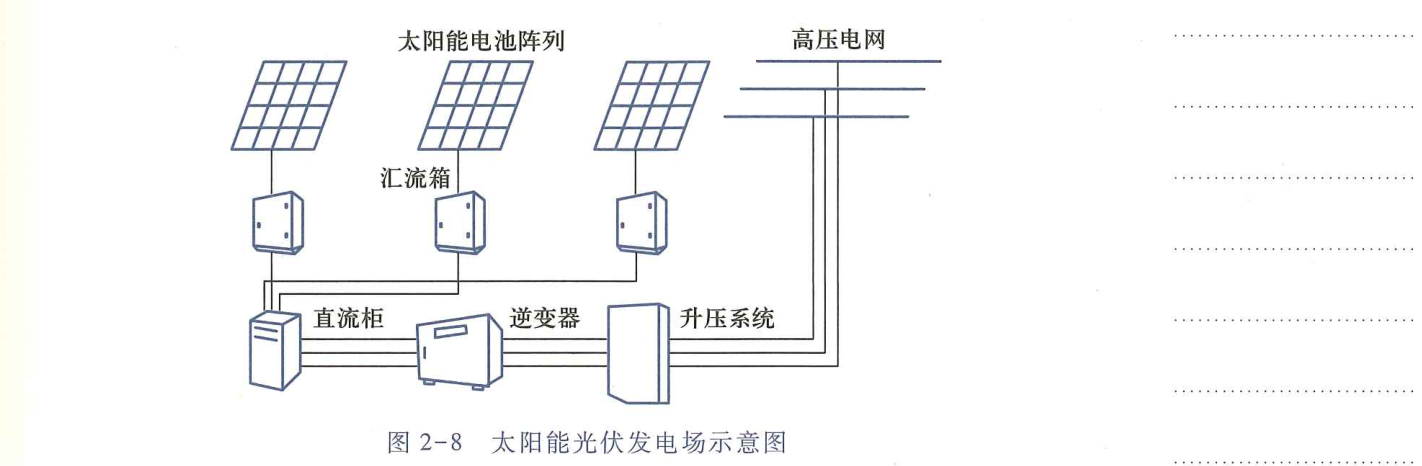 太阳能电池阵列
高压电网
汇流箱
直流柜
逆变器
升压系统
图 2-8 太阳能光伏发电场示意图